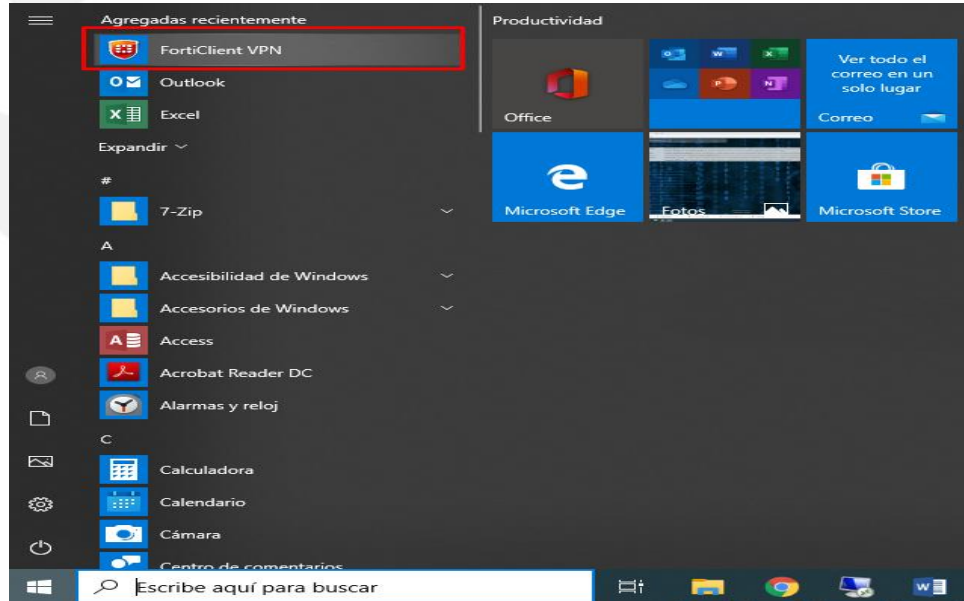 Agregadas recientemente
FortiClient VPN
Outlook
Excel
Expandir
#
7-Zip
A
Accesibilidad de Windows
Accesorios de Windows
Access
Acrobat Reader DC
Alarmas y reloj
C
Calculadora
Calendario
Cámara
Centro de comentarios
Productividad
Office
Ver todo el
correo en un
solo lugar
Correo
Microsoft Edge
Fotos
Microsoft Store
Escribe aquí para buscar